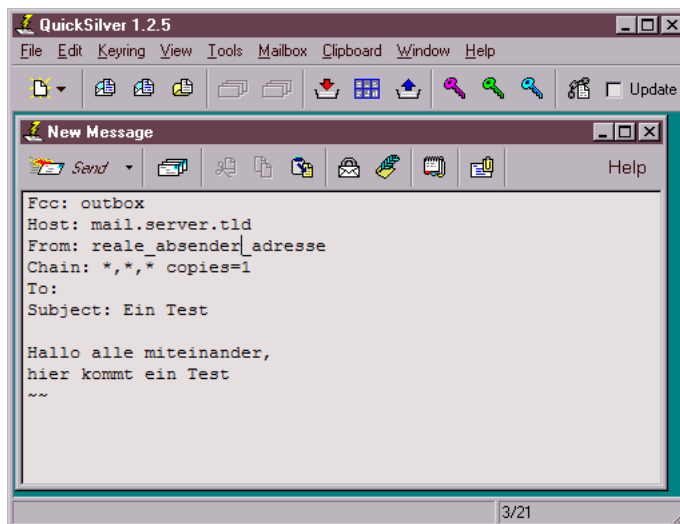 QuickSilver 1.2.5
File Edit Keyring View Tools Mailbox Clipboard Window Help
Update
New Message
Send
Help
Fcc: outbox
Host: mail.server.tld
From: reale_absender_adresse
Chain: *,*,* copies=1
To:
Subject: Ein Test
Hallo alle miteinander,
hier kommt ein Test
~~
3/21